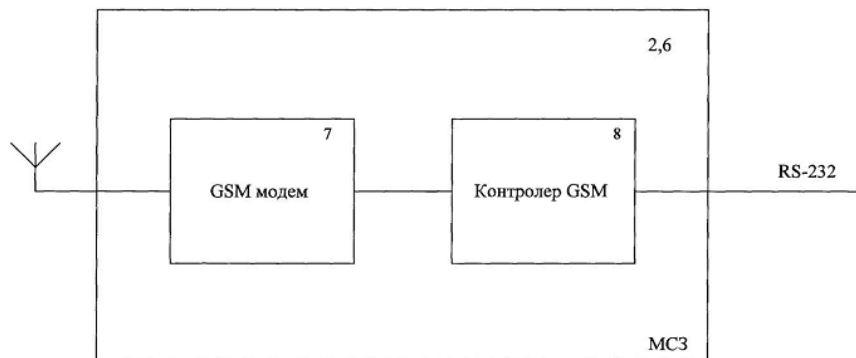 2,6
7
8
GSM модем
Контролер GSM
RS-232
МСЗ